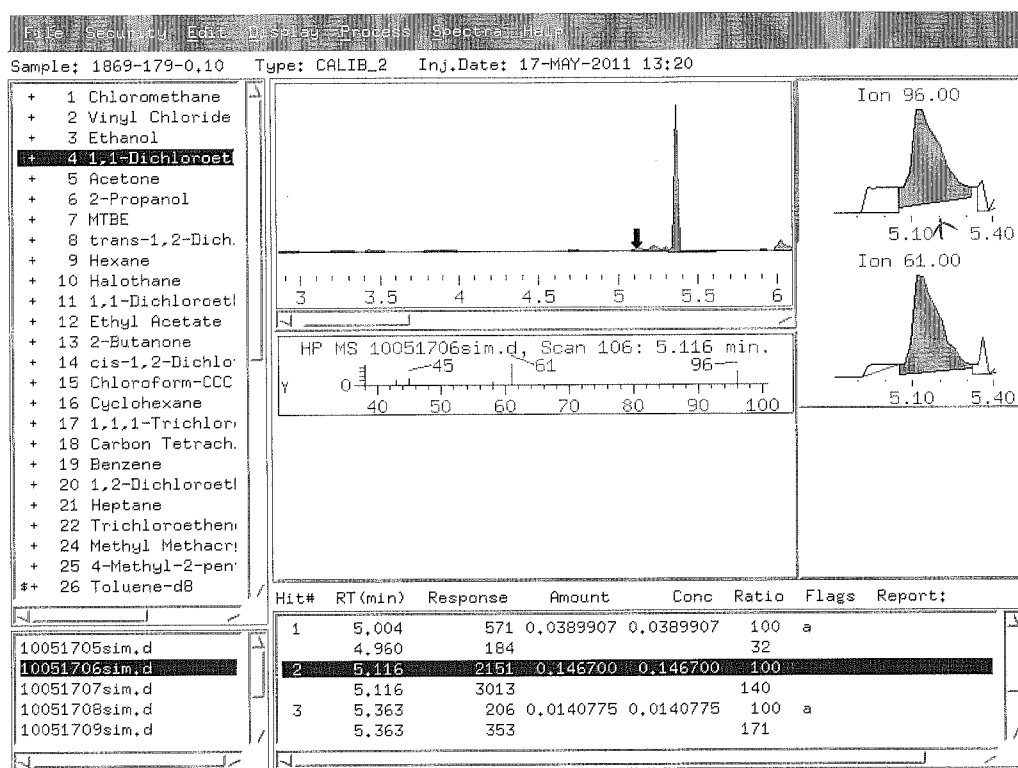 File Security Edit Display Process Spectra Help
Sample: 1869-179-0.10 Type: CALIB_2 Inj.Date: 17-MAY-2011 13:20
+ 1 Chloromethane
+ 2 Vinyl Chloride
+ 3 Ethanol
+ 4 1,1-Dichloroet
+ 5 Acetone
+ 6 2-Propanol
+ 7 MTBE
+ 8 trans-1,2-Dich.
+ 9 Hexane
+ 10 Halothane
+ 11 1,1-Dichloroetl
+ 12 Ethyl Acetate
+ 13 2-Butanone
+ 14 cis-1,2-Dichlo
+ 15 Chloroform-CCC
+ 16 Cyclohexane
+ 17 1,1,1-Trichlor
+ 18 Carbon Tetrach.
+ 19 Benzene
+ 20 1,2-Dichloroetl
+ 21 Heptane
+ 22 Trichloroethen
+ 24 Methyl Methacr
+ 25 4-Methyl-2-pen
$+ 26 Toluene-d8
10051705sim.d
10051706sim.d
10051707sim.d
10051708sim.d
10051709sim.d
3 3.5 4 4.5 5 5.5 6
HP MS 10051706sim.d, Scan 106: 5.116 min.
45 61 96
Y 0
40 50 60 70 80 90 100
Ion 96.00
5.10 5.40
Ion 61.00
5.10 5.40
Hit# RT(min) Response Amount Conc Ratio Flags Report:
1 5.004 571 0.0389907 0.0389907 100 a
4.960 184 32
2 5.116 2151 0.146700 0.146700 100
5.116 3013 140
3 5.363 206 0.0140775 0.0140775 100 a
5.363 353 171